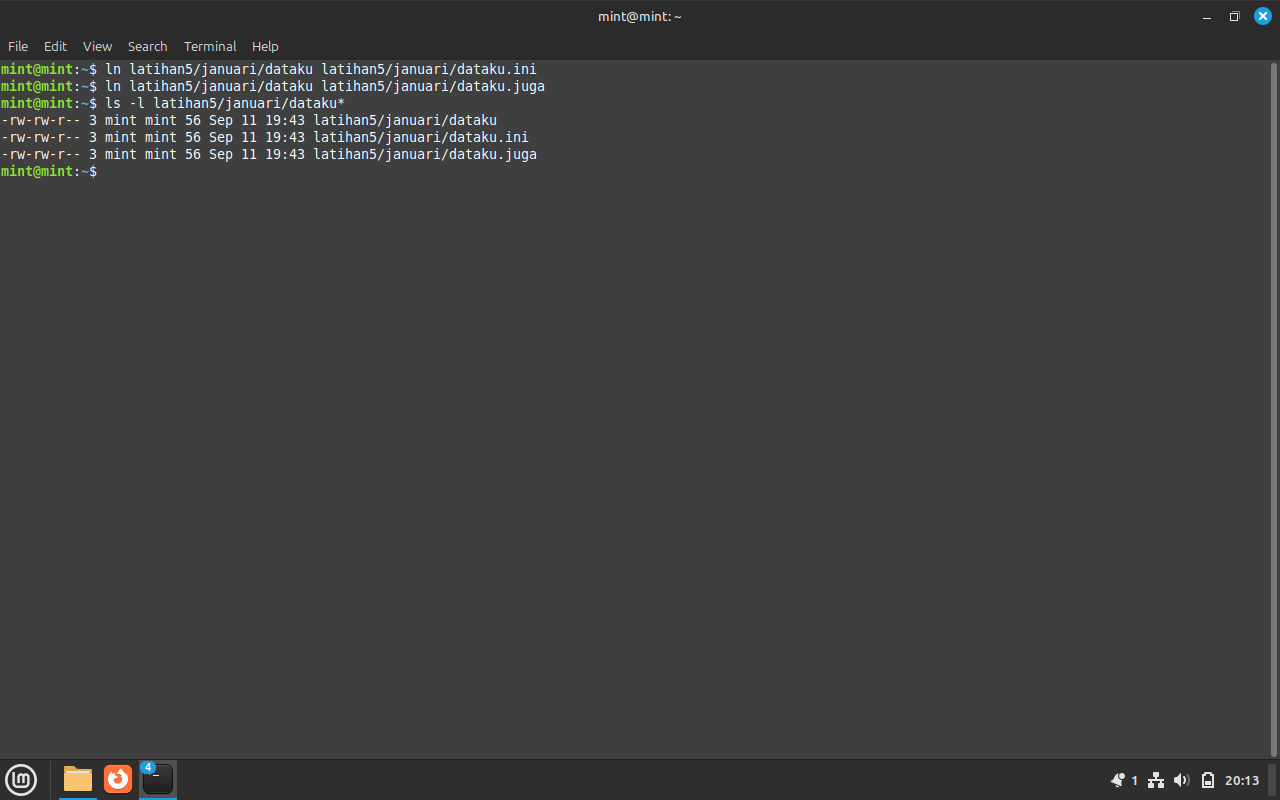 mint@mint: ~
File Edit View Search Terminal Help
mint@mint:~$ ln latihan5/januari/dataku latihan5/januari/dataku.ini
mint@mint:~$ ln latihan5/januari/dataku latihan5/januari/dataku.juga
mint@mint:~$ ls -l latihan5/januari/dataku*
-rw-rw-r-- 3 mint mint 56 Sep 11 19:43 latihan5/januari/dataku
-rw-rw-r-- 3 mint mint 56 Sep 11 19:43 latihan5/januari/dataku.ini
-rw-rw-r-- 3 mint mint 56 Sep 11 19:43 latihan5/januari/dataku.juga
mint@mint:~$
4
1 20:13